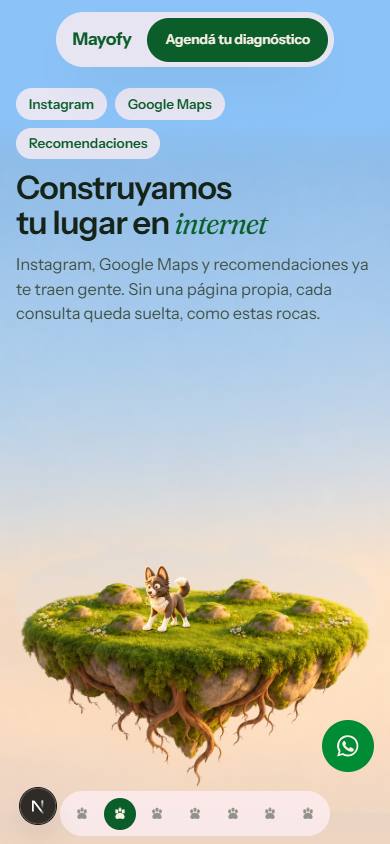 Mayofy
Agendá tu diagnóstico
Instagram
Google Maps
Recomendaciones
Construyamos
tu lugar en internet
Instagram, Google Maps y recomendaciones ya
te traen gente. Sin una página propia, cada
consulta queda suelta, como estas rocas.
N